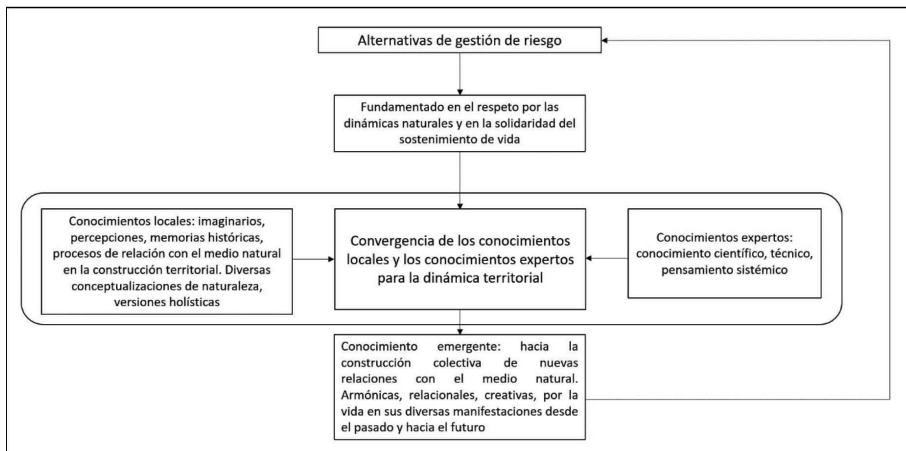 Alternativas de gestión de riesgo
Fundamentado en el respeto por las
dinámicas naturales y en la solidaridad del
sostenimiento de vida
Conocimientos locales: imaginarios,
percepciones, memorias históricas,
procesos de relación con el medio natural
en la construcción territorial. Diversas
conceptualizaciones de naturaleza,
versiones holísticas
Convergencia de los conocimientos
locales y los conocimientos expertos
para la dinámica territorial
Conocimientos expertos:
conocimiento científico, técnico,
pensamiento sistémico
Conocimiento emergente: hacia la
construcción colectiva de nuevas
relaciones con el medio natural.
Armónicas, relacionales, creativas, por la
vida en sus diversas manifestaciones desde
el pasado y hacia el futuro